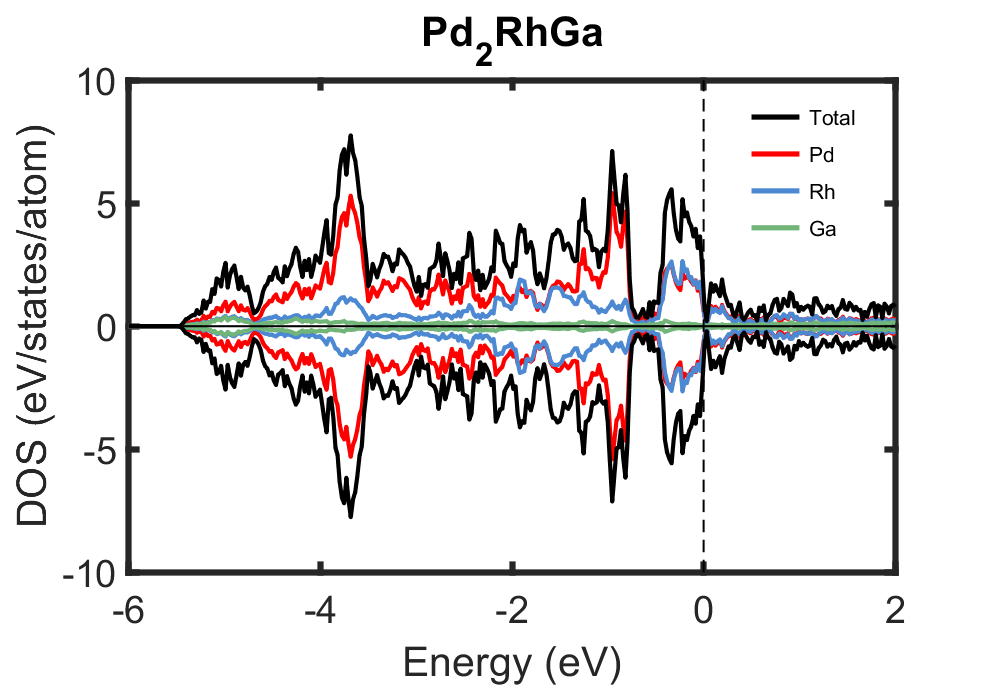 Pd₂RhGa
DOS (eV/states/atom)
10
5
0
-5
-10
Total
Pd
Rh
Ga
-6 -4 -2 0 2
Energy (eV)